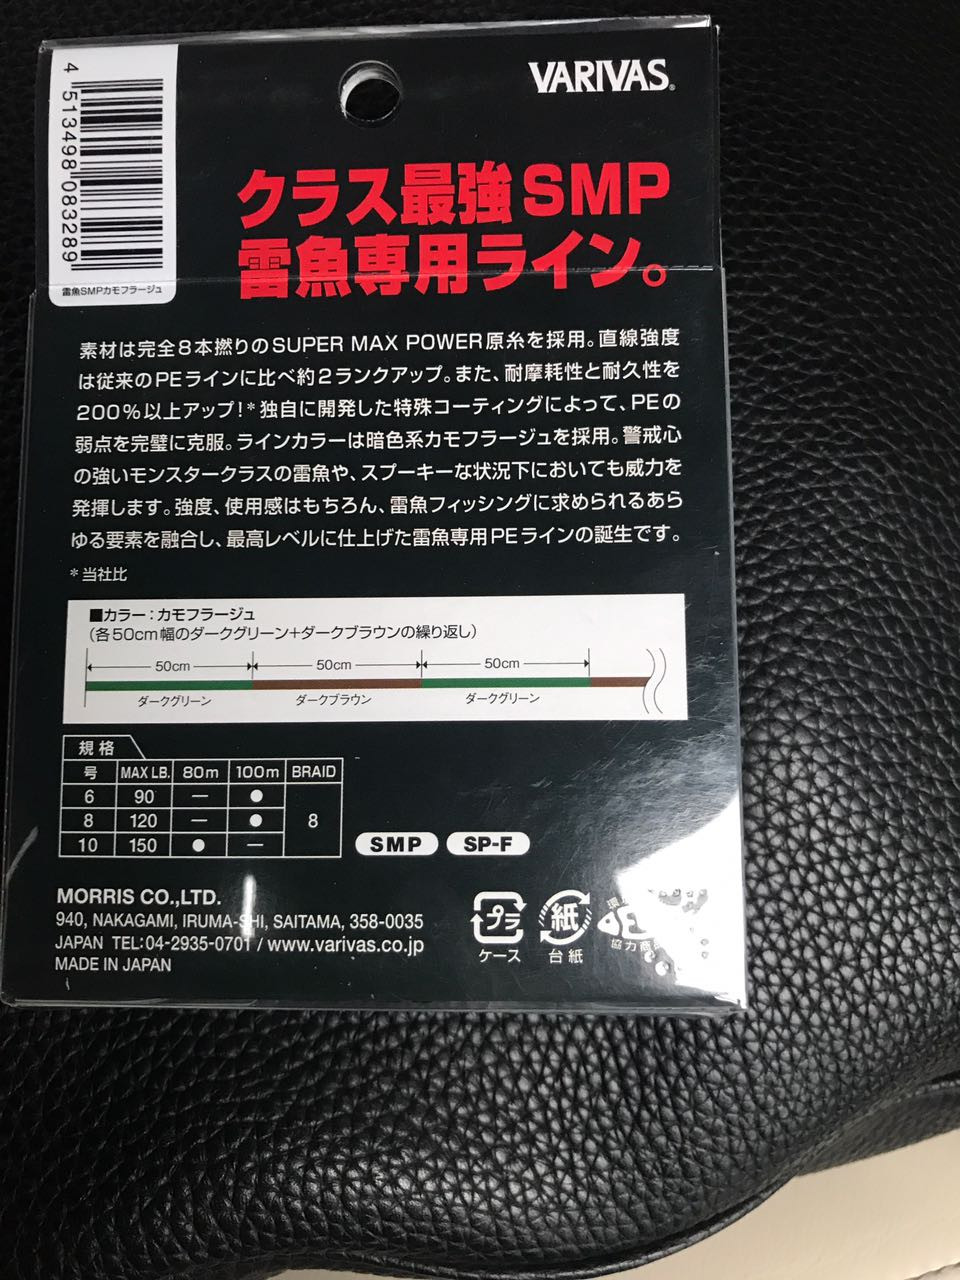 VARIVAS®
4 513498 083289
雷魚SMPカモフラージュ
クラス最強SMP
雷魚専用ライン。
素材は完全8本撚りのSUPER MAX POWER原糸を採用。直線強度
は従来のPEラインに比べ約2ランクアップ。また、耐摩耗性と耐久性を
200%以上アップ!*独自に開発した特殊コーティングによって、PEの
弱点を完璧に克服。ラインカラーは暗色系カモフラージュを採用。警戒心
の強いモンスタークラスの雷魚や、スプーキーな状況下においても威力を
発揮します。強度、使用感はもちろん、雷魚フィッシングに求められるあら
ゆる要素を融合し、最高レベルに仕上げた雷魚専用PEラインの誕生です。
*当社比
■カラー:カモフラージュ
(各50cm幅のダークグリーン+ダークブラウンの繰り返し)
50cm 50cm 50cm
ダークグリーン ダークブラウン ダークグリーン
規格
号 MAX LB. 80m 100m BRAID
6 90 — ●
8 120 — ● 8
10 150 ● —
SMP SP-F
MORRIS CO.,LTD.
940, NAKAGAMI, IRUMA-SHI, SAITAMA, 358-0035
JAPAN TEL:04-2935-0701 / www.varivas.co.jp
MADE IN JAPAN
プラ 紙
ケース 台紙
協力商